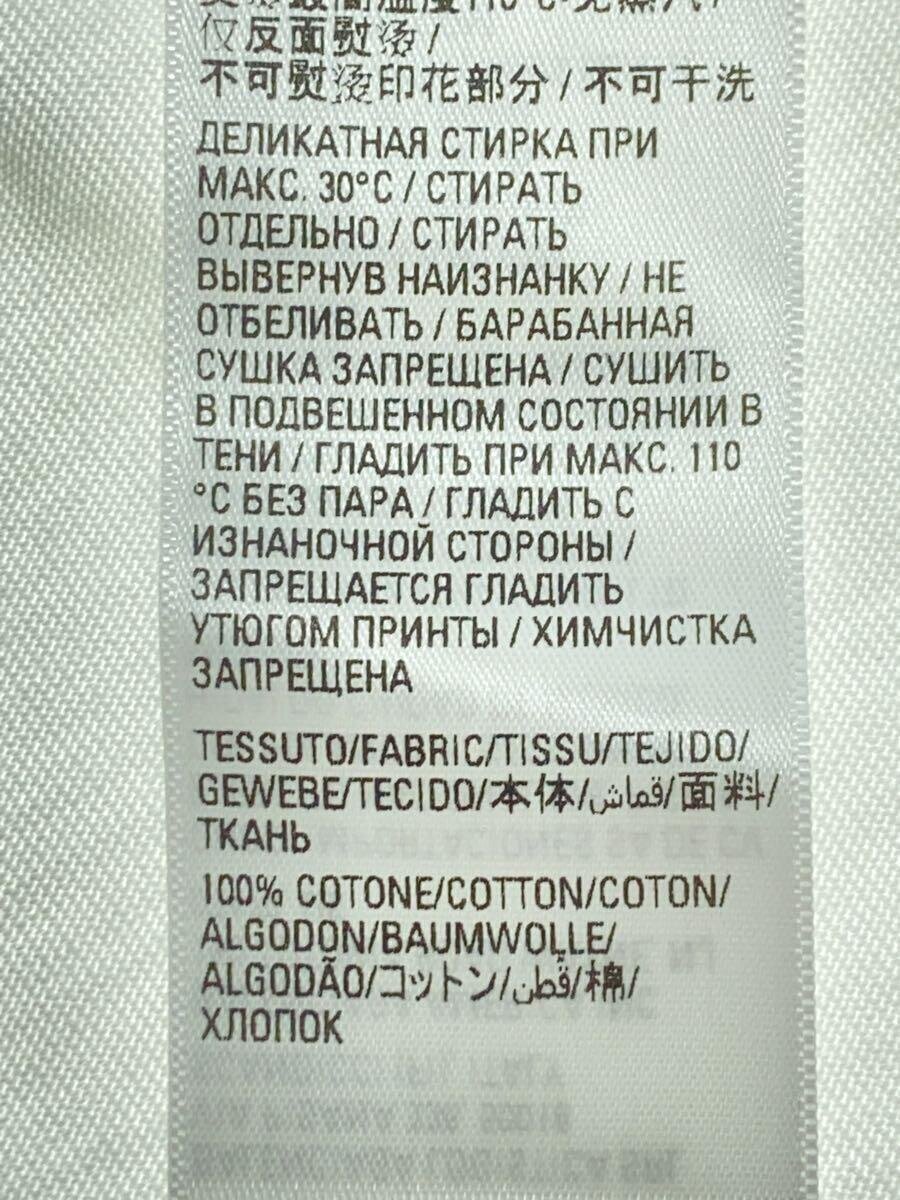 仅反面熨烫/
不可熨烫印花部分/不可干洗
ДЕЛИКАТНАЯ СТИРКА ПРИ
МАКС. 30°C / СТИРАТЬ
ОТДЕЛЬНО / СТИРАТЬ
ВЫВЕРНУВ НАИЗНАНКУ / НЕ
ОТБЕЛИВАТЬ / БАРАБАННАЯ
СУШКА ЗАПРЕЩЕНА / СУШИТЬ
В ПОДВЕШЕННОМ СОСТОЯНИИ В
ТЕНИ / ГЛАДИТЬ ПРИ МАКС. 110
°C БЕЗ ПАРА / ГЛАДИТЬ С
ИЗНАНОЧНОЙ СТОРОНЫ /
ЗАПРЕЩАЕТСЯ ГЛАДИТЬ
УТЮГОМ ПРИНТЫ / ХИМЧИСТКА
ЗАПРЕЩЕНА
TESSUTO/FABRIC/TISSU/TEJIDO/
GEWEBE/TECIDO/本体/قماش/面料/
ТКАНЬ
100% COTONE/COTTON/COTON/
ALGODON/BAUMWOLLE/
ALGODÃO/コットン/قطن/棉/
ХЛОПОК